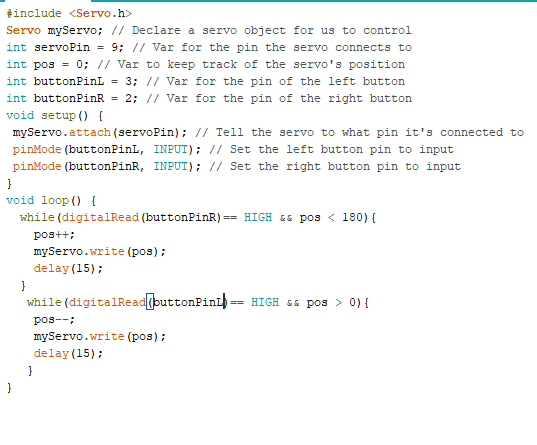 #include <Servo.h>
Servo myServo; // Declare a servo object for us to control
int servoPin = 9; // Var for the pin the servo connects to
int pos = 0; // Var to keep track of the servo's position
int buttonPinL = 3; // Var for the pin of the left button
int buttonPinR = 2; // Var for the pin of the right button
void setup() {
 myServo.attach(servoPin); // Tell the servo to what pin it's connected to
 pinMode(buttonPinL, INPUT); // Set the left button pin to input
 pinMode(buttonPinR, INPUT); // Set the right button pin to input
}
void loop() {
  while(digitalRead(buttonPinR)== HIGH && pos < 180){
    pos++;
    myServo.write(pos);
    delay(15);
  }
   while(digitalRead(buttonPinL)== HIGH && pos > 0){
    pos--;
    myServo.write(pos);
    delay(15);
   }
}